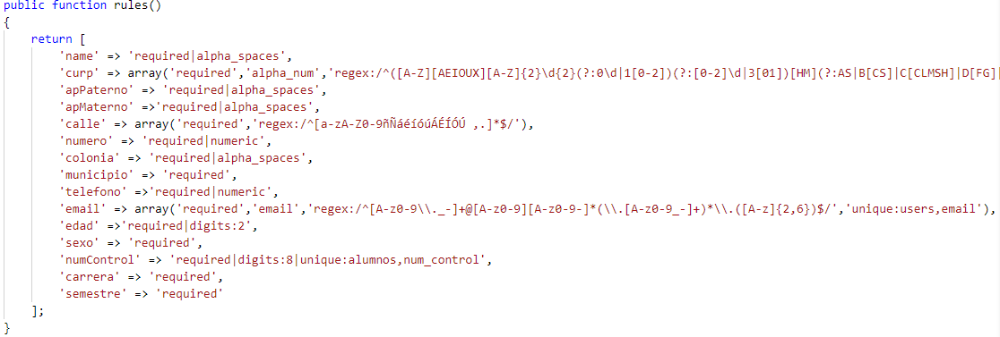 public function rules()
{
return [
'name' => 'required|alpha_spaces',
'curp' => array('required','alpha_num','regex:/^([A-Z][AEIOUX][A-Z]{2}\d{2}(?:0\d|1[0-2])(?:[0-2]\d|3[01])[HM](?:AS|B[CS]|C[CLMSH]|D[FG]|
'apPaterno' => 'required|alpha_spaces',
'apMaterno' =>'required|alpha_spaces',
'calle' => array('required','regex:/^[a-zA-Z0-9ñÑáéíóúÁÉÍÓÚ ,.]*$/'),
'numero' => 'required|numeric',
'colonia' => 'required|alpha_spaces',
'municipio' => 'required',
'telefono' =>'required|numeric',
'email' => array('required','email','regex:/^[A-z0-9\\._-]+@[A-z0-9][A-z0-9-]*(\\.[A-z0-9_-]+)*\\.([A-z]{2,6})$/','unique:users,email'),
'edad' =>'required|digits:2',
'sexo' => 'required',
'numControl' => 'required|digits:8|unique:alumnos,num_control',
'carrera' => 'required',
'semestre' => 'required'
];
}